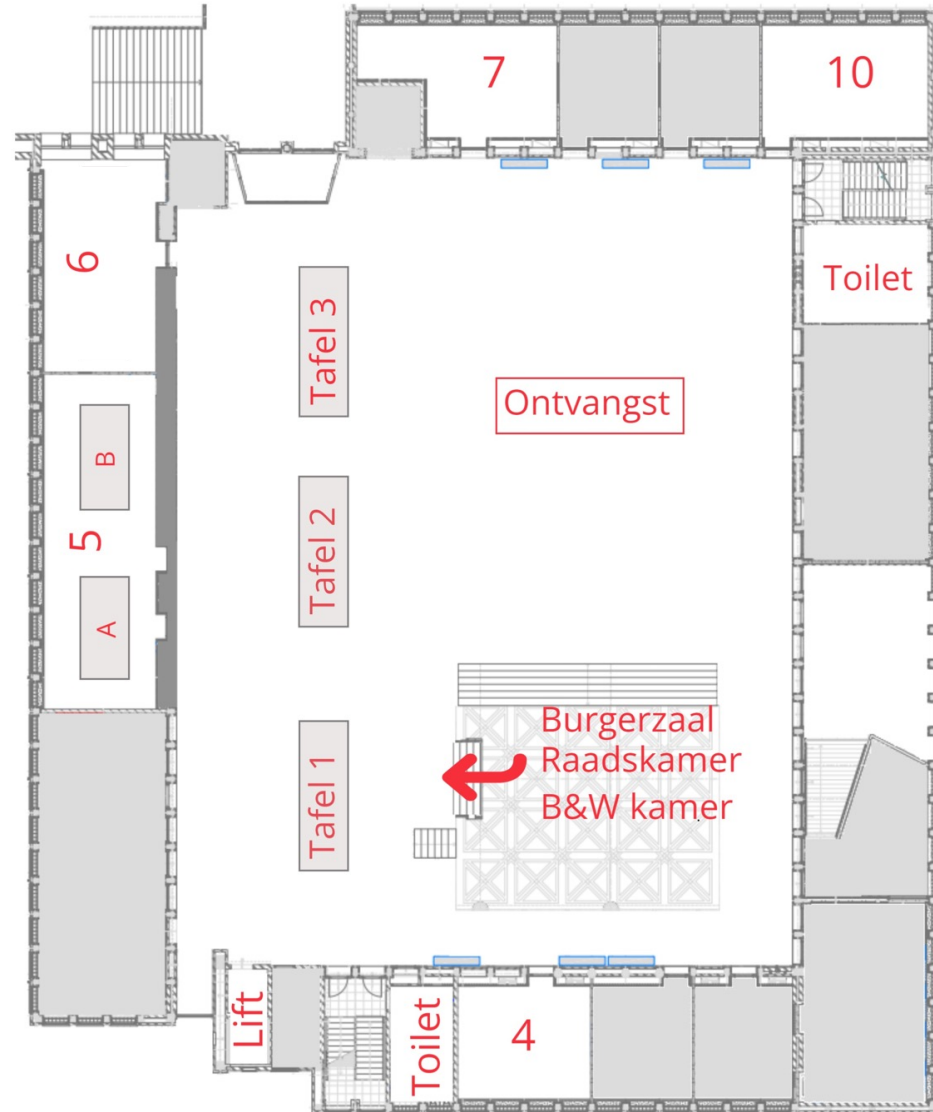 7
10
6
Toilet
Tafel 3
Ontvangst
B
5
Tafel 2
A
Burgerzaal
Raadskamer
B&W kamer
Tafel 1
Lift
Toilet
4